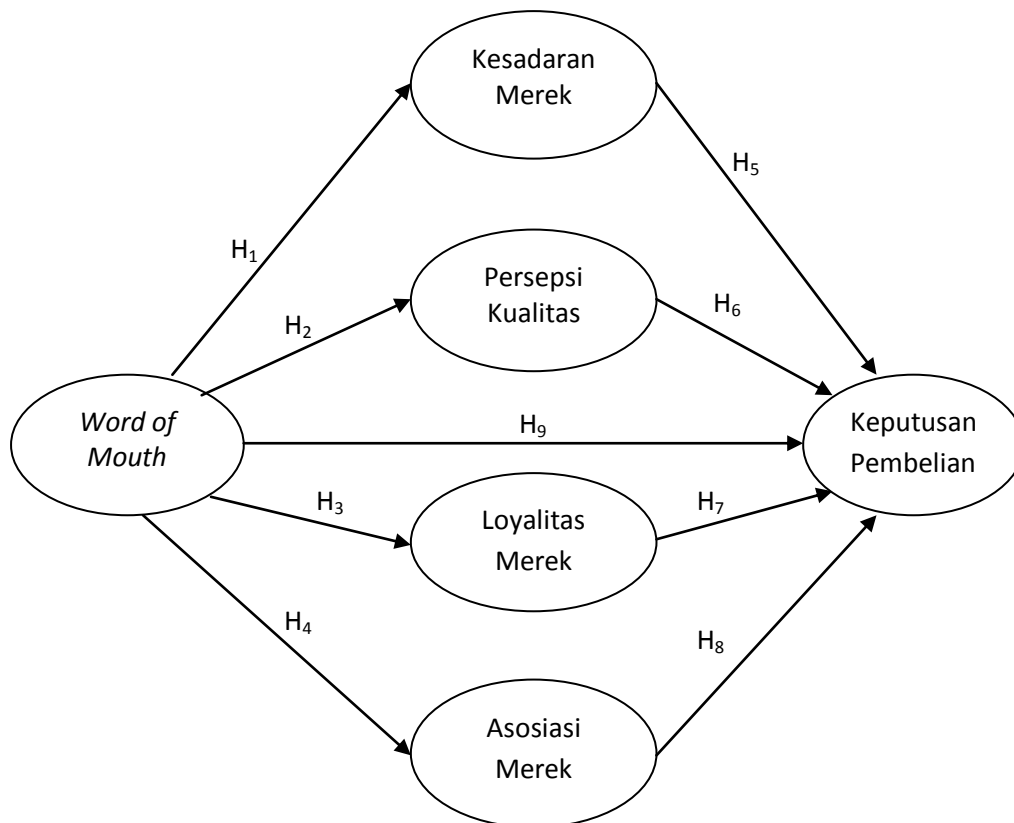 Kesadaran
Merek
H₅
H₁
Persepsi
Kualitas
H₆
H₂
Word of
Mouth
H₉
Keputusan
Pembelian
H₃
Loyalitas
Merek
H₇
H₄
H₈
Asosiasi
Merek